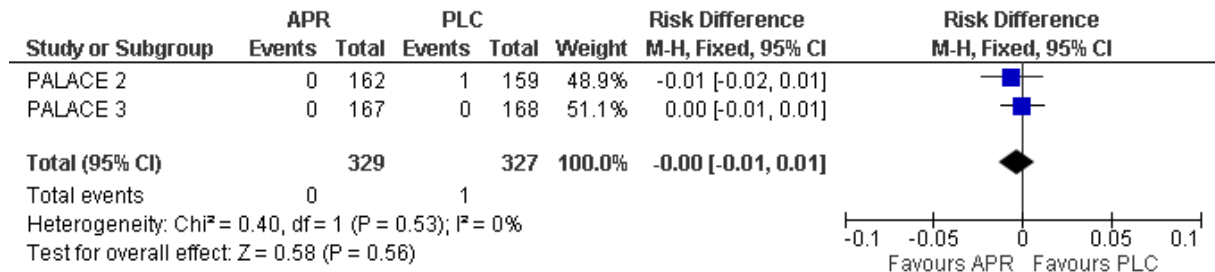 APR PLC Risk Difference Risk Difference
Study or Subgroup Events Total Events Total Weight M-H, Fixed, 95% CI M-H, Fixed, 95% CI
PALACE 2 0 162 1 159 48.9% -0.01 [-0.02, 0.01]
PALACE 3 0 167 0 168 51.1% 0.00 [-0.01, 0.01]
Total (95% CI) 329 327 100.0% -0.00 [-0.01, 0.01]
Total events 0 1
Heterogeneity: Chi² = 0.40, df = 1 (P = 0.53); I² = 0%
Test for overall effect: Z = 0.58 (P = 0.56)
-0.1 -0.05 0 0.05 0.1
Favours APR Favours PLC